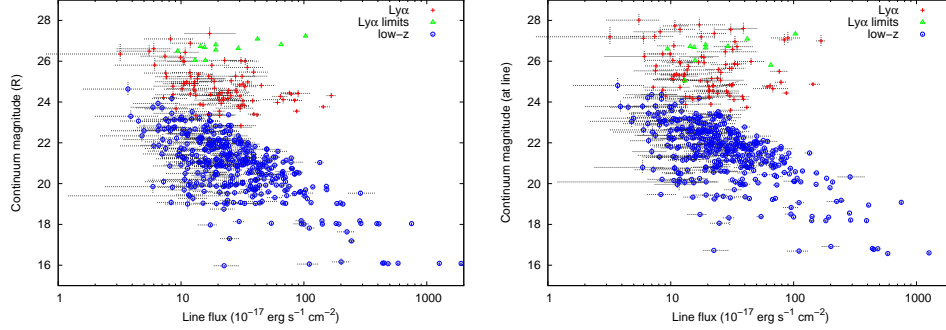 Lyα
Lyα limits
low-z
Continuum magnitude (R)
28
26
24
22
20
18
16
1
10
100
1000
Line flux (10⁻¹⁷ erg s⁻¹ cm⁻²)
Lyα
Lyα limits
low-z
Continuum magnitude (at line)
28
26
24
22
20
18
16
1
10
100
1000
Line flux (10⁻¹⁷ erg s⁻¹ cm⁻²)